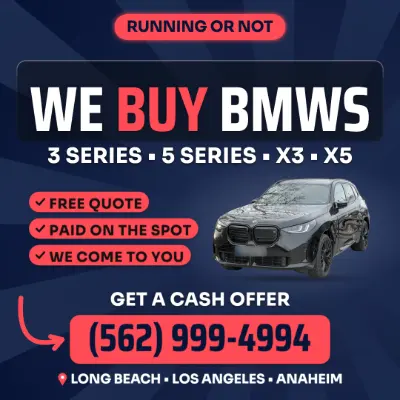 RUNNING OR NOT
WE BUY BMWS
3 SERIES ▪ 5 SERIES ▪ X3 ▪ X5
FREE QUOTE
PAID ON THE SPOT
WE COME TO YOU
GET A CASH OFFER
(562) 999-4994
LONG BEACH ▪ LOS ANGELES ▪ ANAHEIM